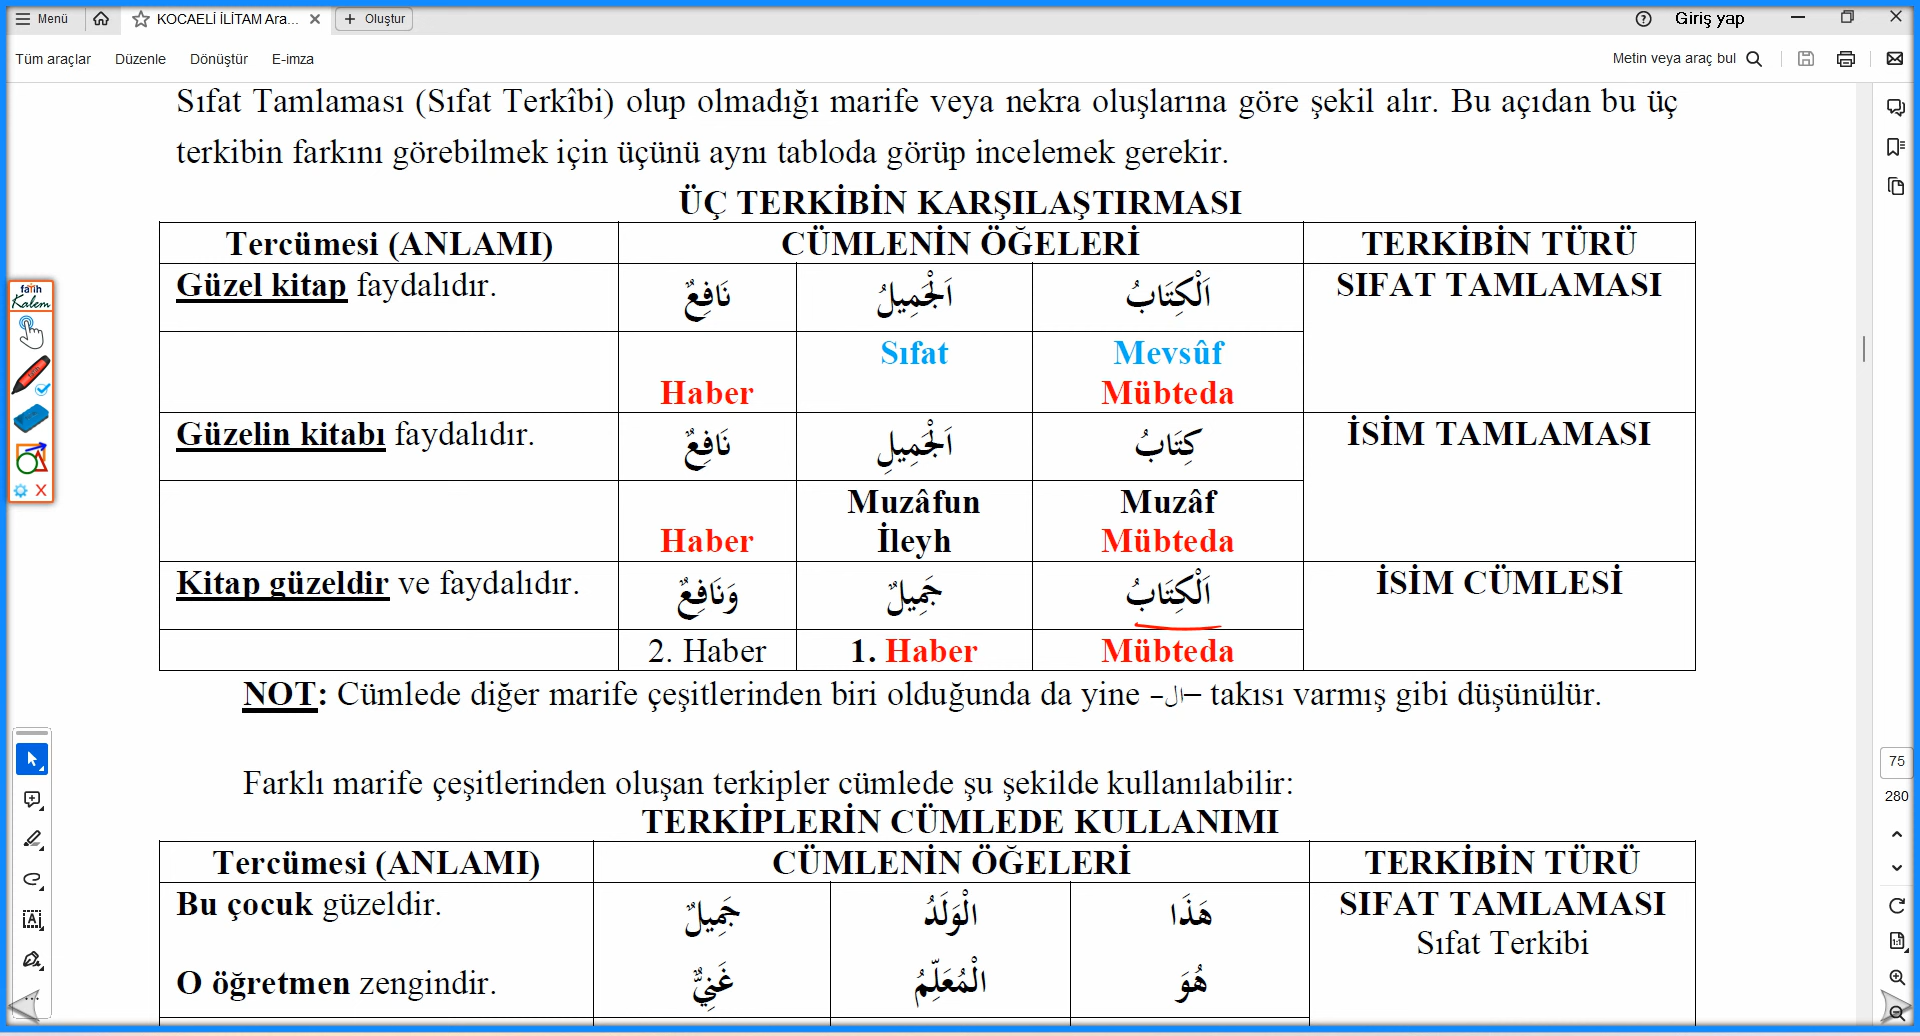 Menü
KOCAELİ İLİTAM Ara...
Oluştur
Giriş yap
Tüm araçlar
Düzenle
Dönüştür
E-imza
Metin veya araç bul
Sıfat Tamlaması (Sıfat Terkîbi) olup olmadığı marife veya nekra oluşlarına göre şekil alır. Bu açıdan bu üç
terkibin farkını görebilmek için üçünü aynı tabloda görüp incelemek gerekir.
ÜÇ TERKİBİN KARŞILAŞTIRMASI
Tercümesi (ANLAMI) CÜMLENİN ÖĞELERİ TERKİBİN TÜRÜ
Güzel kitap faydalıdır. نَافِعٌ اَلْجَمِيلُ اَلْكِتَابُ SIFAT TAMLAMASI
Sıfat Mevsûf
Haber Mübteda
Güzelin kitabı faydalıdır. نَافِعٌ اَلْجَمِيلِ كِتَابُ İSİM TAMLAMASI
Muzâfun Muzâf
Haber İleyh Mübteda
Kitap güzeldir ve faydalıdır. وَنَافِعٌ جَمِيلٌ اَلْكِتَابُ İSİM CÜMLESİ
2. Haber 1. Haber Mübteda
NOT: Cümlede diğer marife çeşitlerinden biri olduğunda da yine -ال– takısı varmış gibi düşünülür.
Farklı marife çeşitlerinden oluşan terkipler cümlede şu şekilde kullanılabilir:
TERKİPLERİN CÜMLEDE KULLANIMI
Tercümesi (ANLAMI) CÜMLENİN ÖĞELERİ TERKİBİN TÜRÜ
Bu çocuk güzeldir. جَمِيلٌ الْوَلَدُ هَذَا SIFAT TAMLAMASI
Sıfat Terkibi
O öğretmen zengindir. غَنِيٌّ الْمُعَلِّمُ هُوَ
fatih
Kalem
75
280